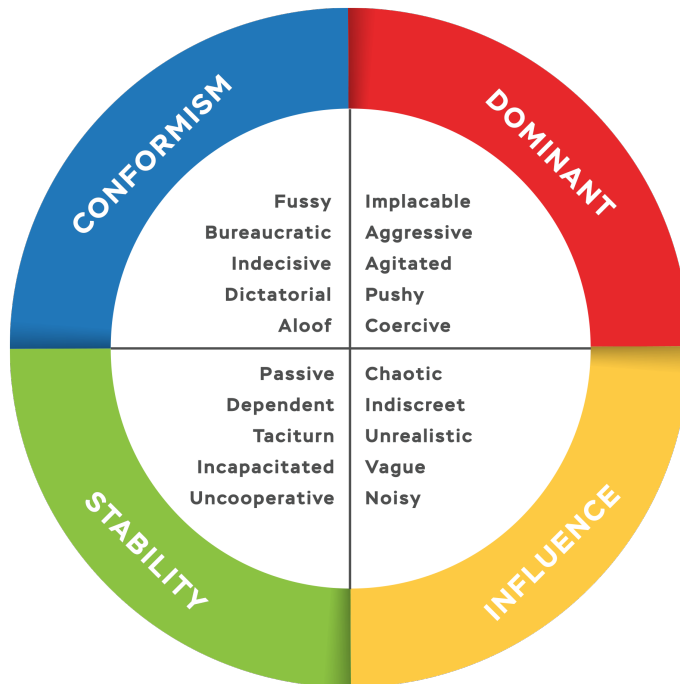 CONFORMISM
DOMINANT
Fussy
Bureaucratic
Indecisive
Dictatorial
Aloof
Implacable
Aggressive
Agitated
Pushy
Coercive
Passive
Dependent
Taciturn
Incapacitated
Uncooperative
Chaotic
Indiscreet
Unrealistic
Vague
Noisy
STABILITY
INFLUENCE